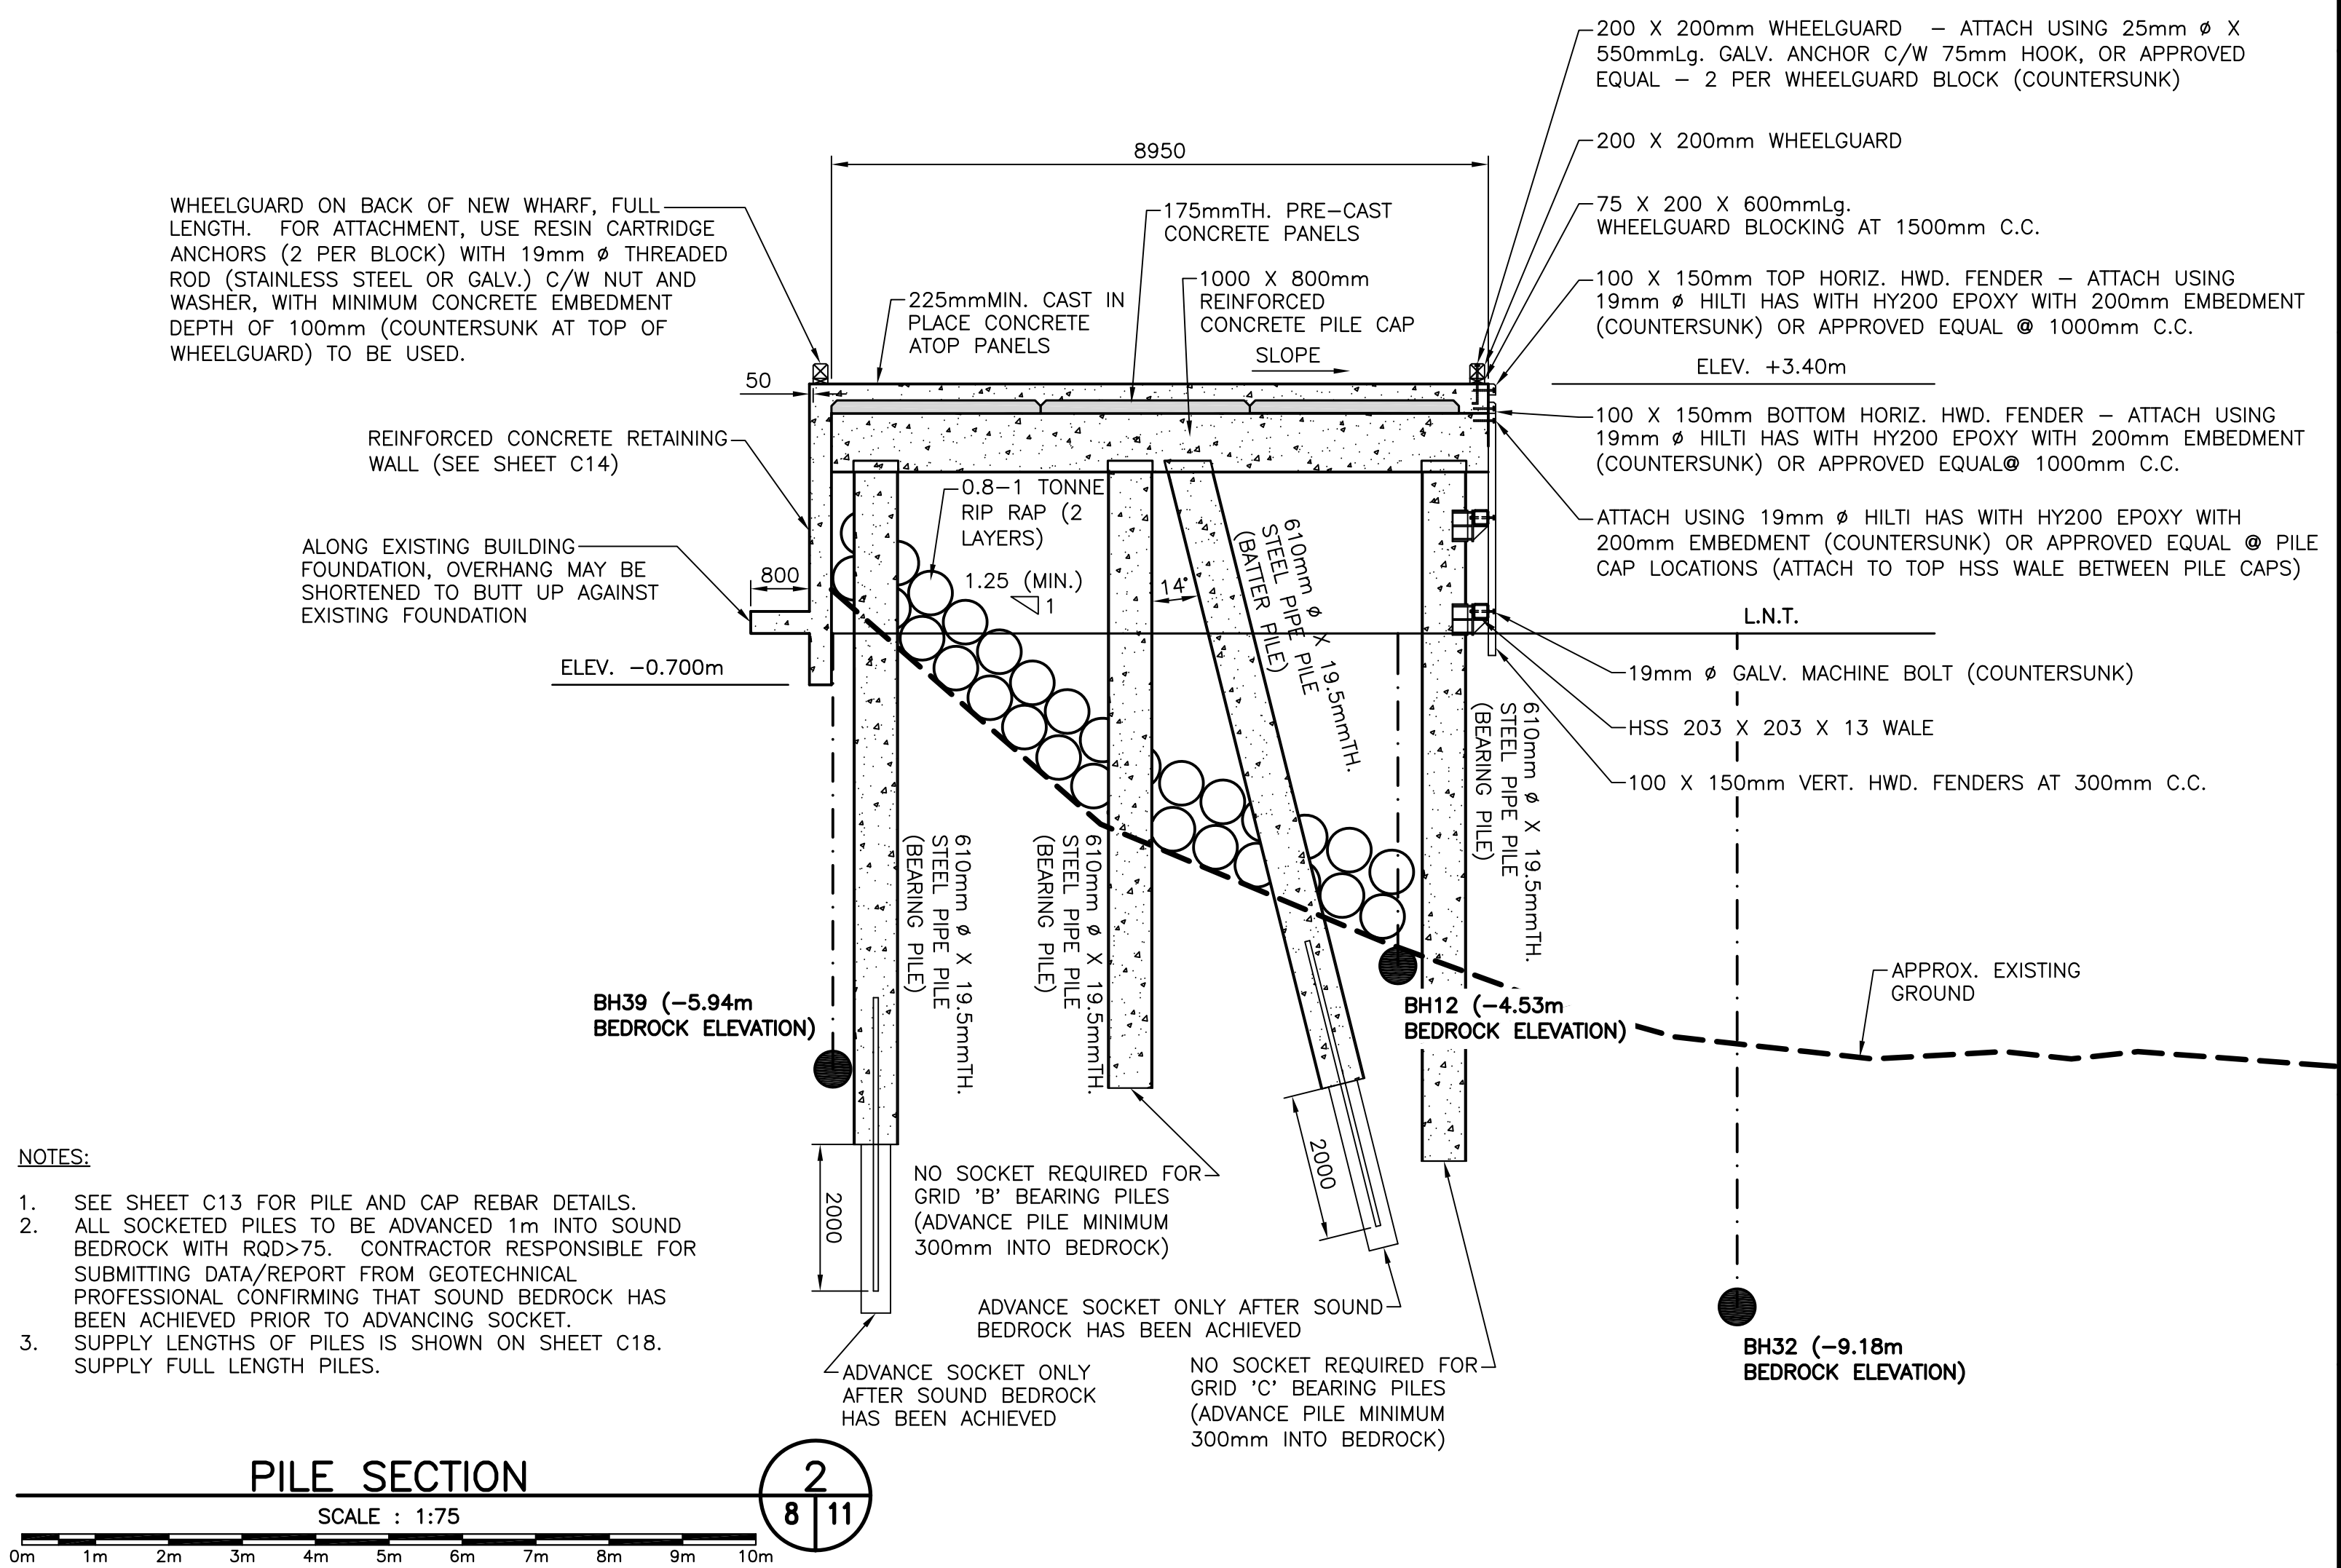 200 X 200mm WHEELGUARD – ATTACH USING 25mm ø X
550mmLg. GALV. ANCHOR C/W 75mm HOOK, OR APPROVED
EQUAL – 2 PER WHEELGUARD BLOCK (COUNTERSUNK)
200 X 200mm WHEELGUARD
8950
WHEELGUARD ON BACK OF NEW WHARF, FULL
LENGTH. FOR ATTACHMENT, USE RESIN CARTRIDGE
ANCHORS (2 PER BLOCK) WITH 19mm ø THREADED
ROD (STAINLESS STEEL OR GALV.) C/W NUT AND
WASHER, WITH MINIMUM CONCRETE EMBEDMENT
DEPTH OF 100mm (COUNTERSUNK AT TOP OF
WHEELGUARD) TO BE USED.
175mmTH. PRE–CAST
CONCRETE PANELS
75 X 200 X 600mmLg.
WHEELGUARD BLOCKING AT 1500mm C.C.
225mmMIN. CAST IN
PLACE CONCRETE
ATOP PANELS
1000 X 800mm
REINFORCED
CONCRETE PILE CAP
SLOPE
100 X 150mm TOP HORIZ. HWD. FENDER – ATTACH USING
19mm ø HILTI HAS WITH HY200 EPOXY WITH 200mm EMBEDMENT
(COUNTERSUNK) OR APPROVED EQUAL @ 1000mm C.C.
ELEV. +3.40m
50
100 X 150mm BOTTOM HORIZ. HWD. FENDER – ATTACH USING
19mm ø HILTI HAS WITH HY200 EPOXY WITH 200mm EMBEDMENT
(COUNTERSUNK) OR APPROVED EQUAL@ 1000mm C.C.
REINFORCED CONCRETE RETAINING
WALL (SEE SHEET C14)
0.8–1 TONNE
RIP RAP (2
LAYERS)
ATTACH USING 19mm ø HILTI HAS WITH HY200 EPOXY WITH
200mm EMBEDMENT (COUNTERSUNK) OR APPROVED EQUAL @ PILE
CAP LOCATIONS (ATTACH TO TOP HSS WALE BETWEEN PILE CAPS)
ALONG EXISTING BUILDING
FOUNDATION, OVERHANG MAY BE
SHORTENED TO BUTT UP AGAINST
EXISTING FOUNDATION
800
1.25 (MIN.)
1
14°
610mm ø X 19.5mmTH.
STEEL PIPE PILE
(BATTER PILE)
L.N.T.
ELEV. –0.700m
19mm ø GALV. MACHINE BOLT (COUNTERSUNK)
HSS 203 X 203 X 13 WALE
100 X 150mm VERT. HWD. FENDERS AT 300mm C.C.
610mm ø X 19.5mmTH.
STEEL PIPE PILE
(BEARING PILE)
610mm ø X 19.5mmTH.
STEEL PIPE PILE
(BEARING PILE)
610mm ø X 19.5mmTH.
STEEL PIPE PILE
(BEARING PILE)
BH39 (–5.94m
BEDROCK ELEVATION)
BH12 (–4.53m
BEDROCK ELEVATION)
APPROX. EXISTING
GROUND
2000
2000
NO SOCKET REQUIRED FOR
GRID 'B' BEARING PILES
(ADVANCE PILE MINIMUM
300mm INTO BEDROCK)
ADVANCE SOCKET ONLY AFTER SOUND
BEDROCK HAS BEEN ACHIEVED
ADVANCE SOCKET ONLY
AFTER SOUND BEDROCK
HAS BEEN ACHIEVED
NO SOCKET REQUIRED FOR
GRID 'C' BEARING PILES
(ADVANCE PILE MINIMUM
300mm INTO BEDROCK)
BH32 (–9.18m
BEDROCK ELEVATION)
NOTES:
1. SEE SHEET C13 FOR PILE AND CAP REBAR DETAILS.
2. ALL SOCKETED PILES TO BE ADVANCED 1m INTO SOUND
BEDROCK WITH RQD>75. CONTRACTOR RESPONSIBLE FOR
SUBMITTING DATA/REPORT FROM GEOTECHNICAL
PROFESSIONAL CONFIRMING THAT SOUND BEDROCK HAS
BEEN ACHIEVED PRIOR TO ADVANCING SOCKET.
3. SUPPLY LENGTHS OF PILES IS SHOWN ON SHEET C18.
SUPPLY FULL LENGTH PILES.
PILE SECTION
2
8 11
SCALE : 1:75
0m 1m 2m 3m 4m 5m 6m 7m 8m 9m 10m